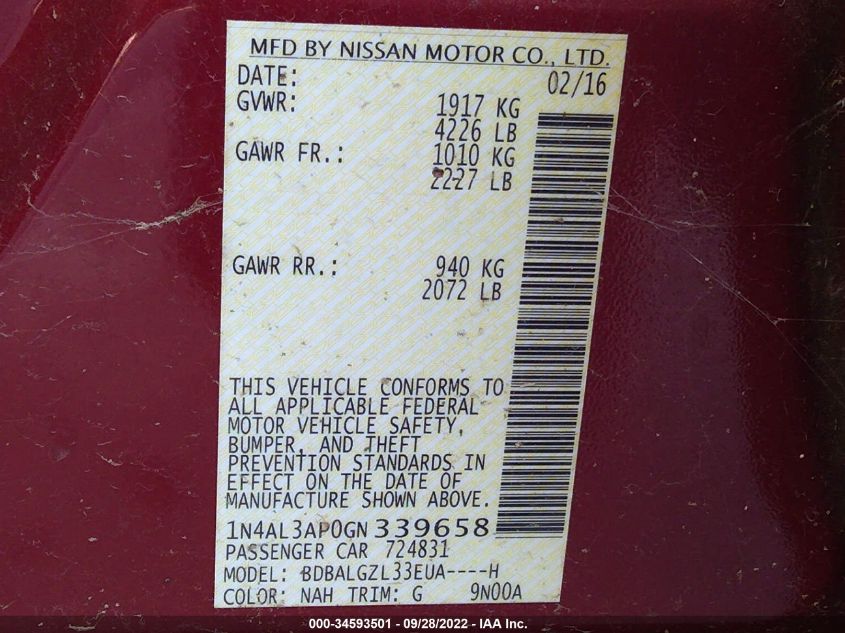 MFD BY NISSAN MOTOR CO., LTD.
DATE: 02/16
GVWR: 1917 KG
4226 LB
GAWR FR.: 1010 KG
2227 LB
GAWR RR.: 940 KG
2072 LB
THIS VEHICLE CONFORMS TO
ALL APPLICABLE FEDERAL
MOTOR VEHICLE SAFETY,
BUMPER, AND THEFT
PREVENTION STANDARDS IN
EFFECT ON THE DATE OF
MANUFACTURE SHOWN ABOVE.
1N4AL3AP0GN339658
PASSENGER CAR 724831
MODEL: BDBALGZL33EUA----H
COLOR: NAH TRIM: G 9N00A
000-34593501 - 09/28/2022 - IAA Inc.